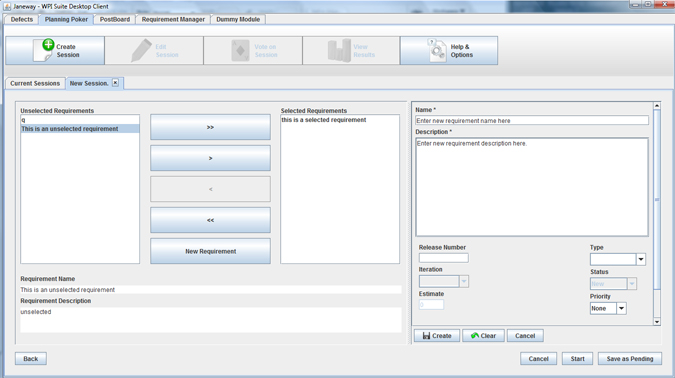 Janeway - WPI Suite Desktop Client
Defects Planning Poker PostBoard Requirement Manager Dummy Module
Create Session
Edit Session
Vote on Session
View Results
Help & Options
Current Sessions New Session.
Unselected Requirements
q
This is an unselected requirement
>>
>
<
<<
New Requirement
Selected Requirements
this is a selected requirement
Requirement Name
This is an unselected requirement
Requirement Description
unselected
Name *
Enter new requirement name here
Description *
Enter new requirement description here.
Release Number
Iteration
Estimate
Type
Status
New
Priority
None
Create Clear Cancel
Back Cancel Start Save as Pending